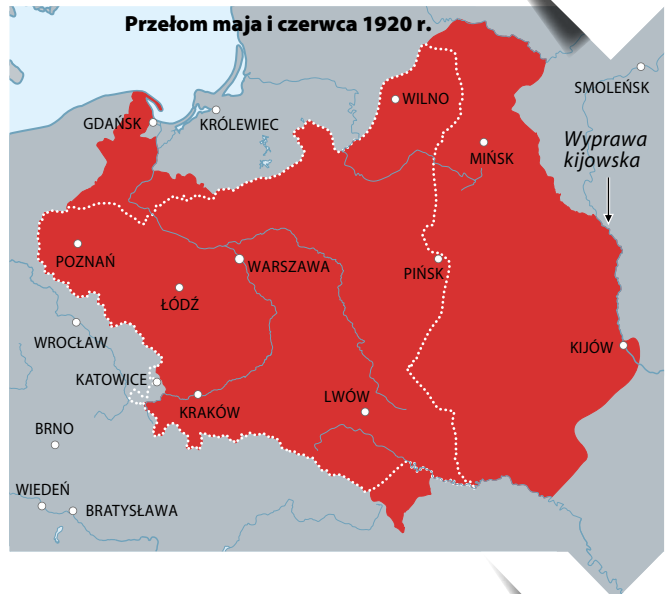 Przełom maja i czerwca 1920 r.
SMOLEŃSK
WILNO
GDAŃSK
KRÓLEWIEC
Wyprawa
kijowska
MIŃSK
POZNAŃ
WARSZAWA
PIŃSK
ŁÓDŹ
WROCŁAW
KIJÓW
KATOWICE
KRAKÓW
LWÓW
BRNO
WIEDEŃ
BRATYSŁAWA